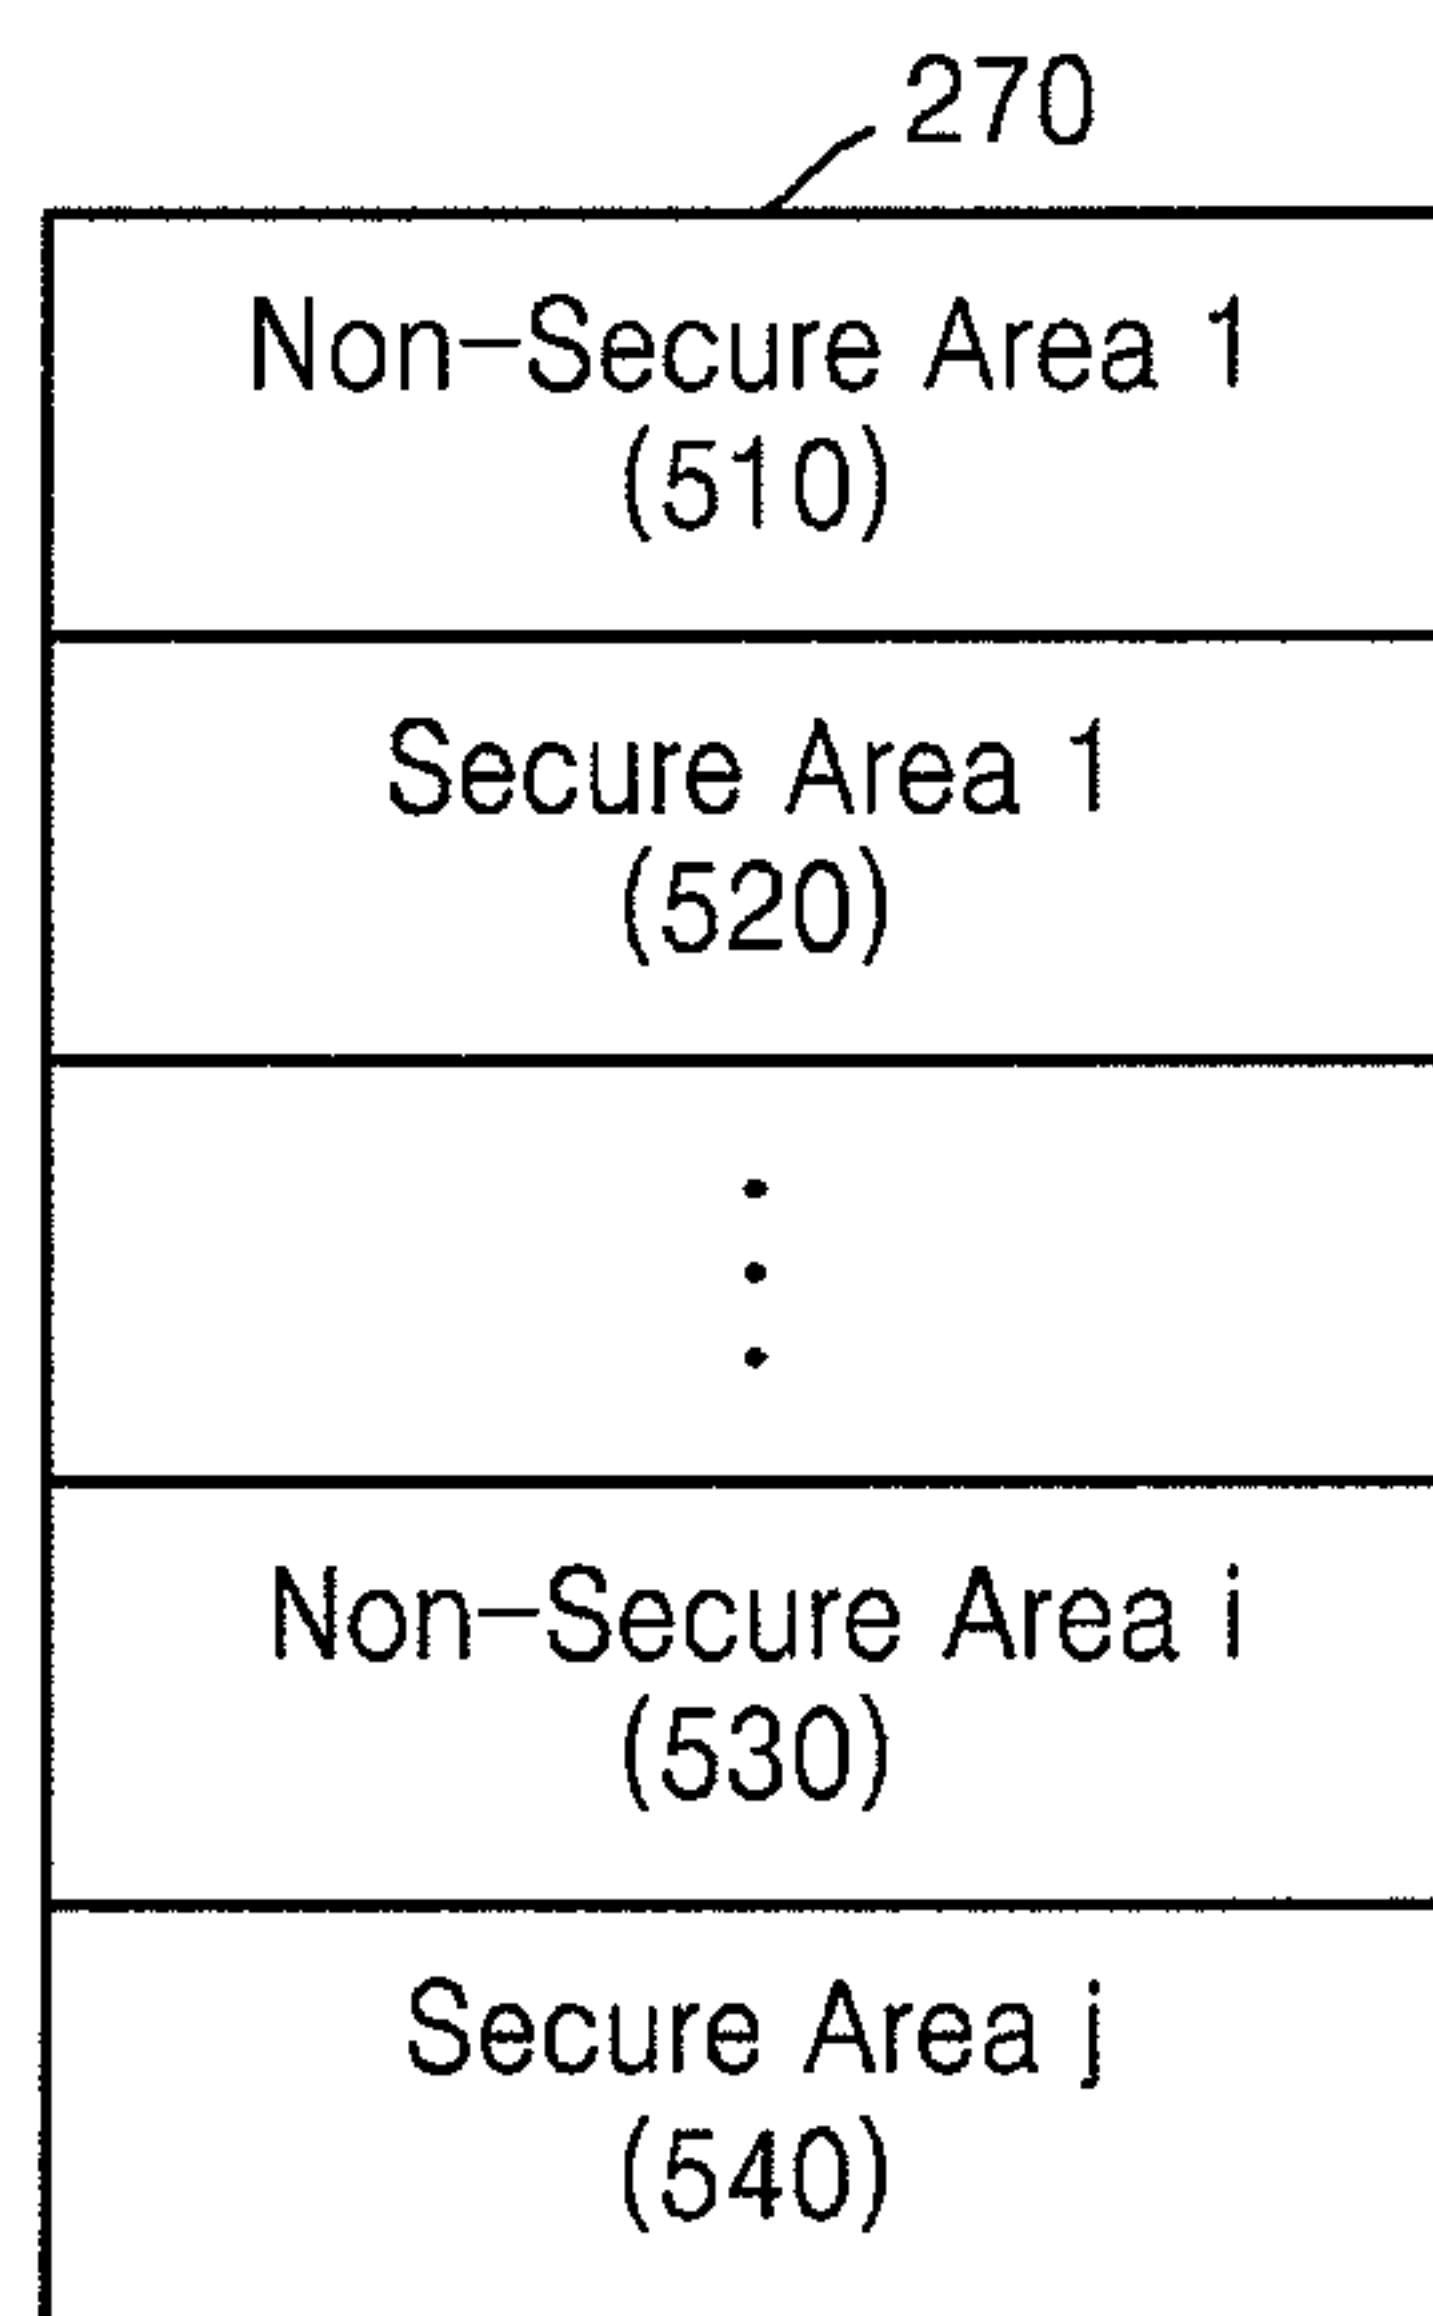 270
Non-Secure Area 1
(510)
Secure Area 1
(520)
Non-Secure Area i
(530)
Secure Area j
(540)